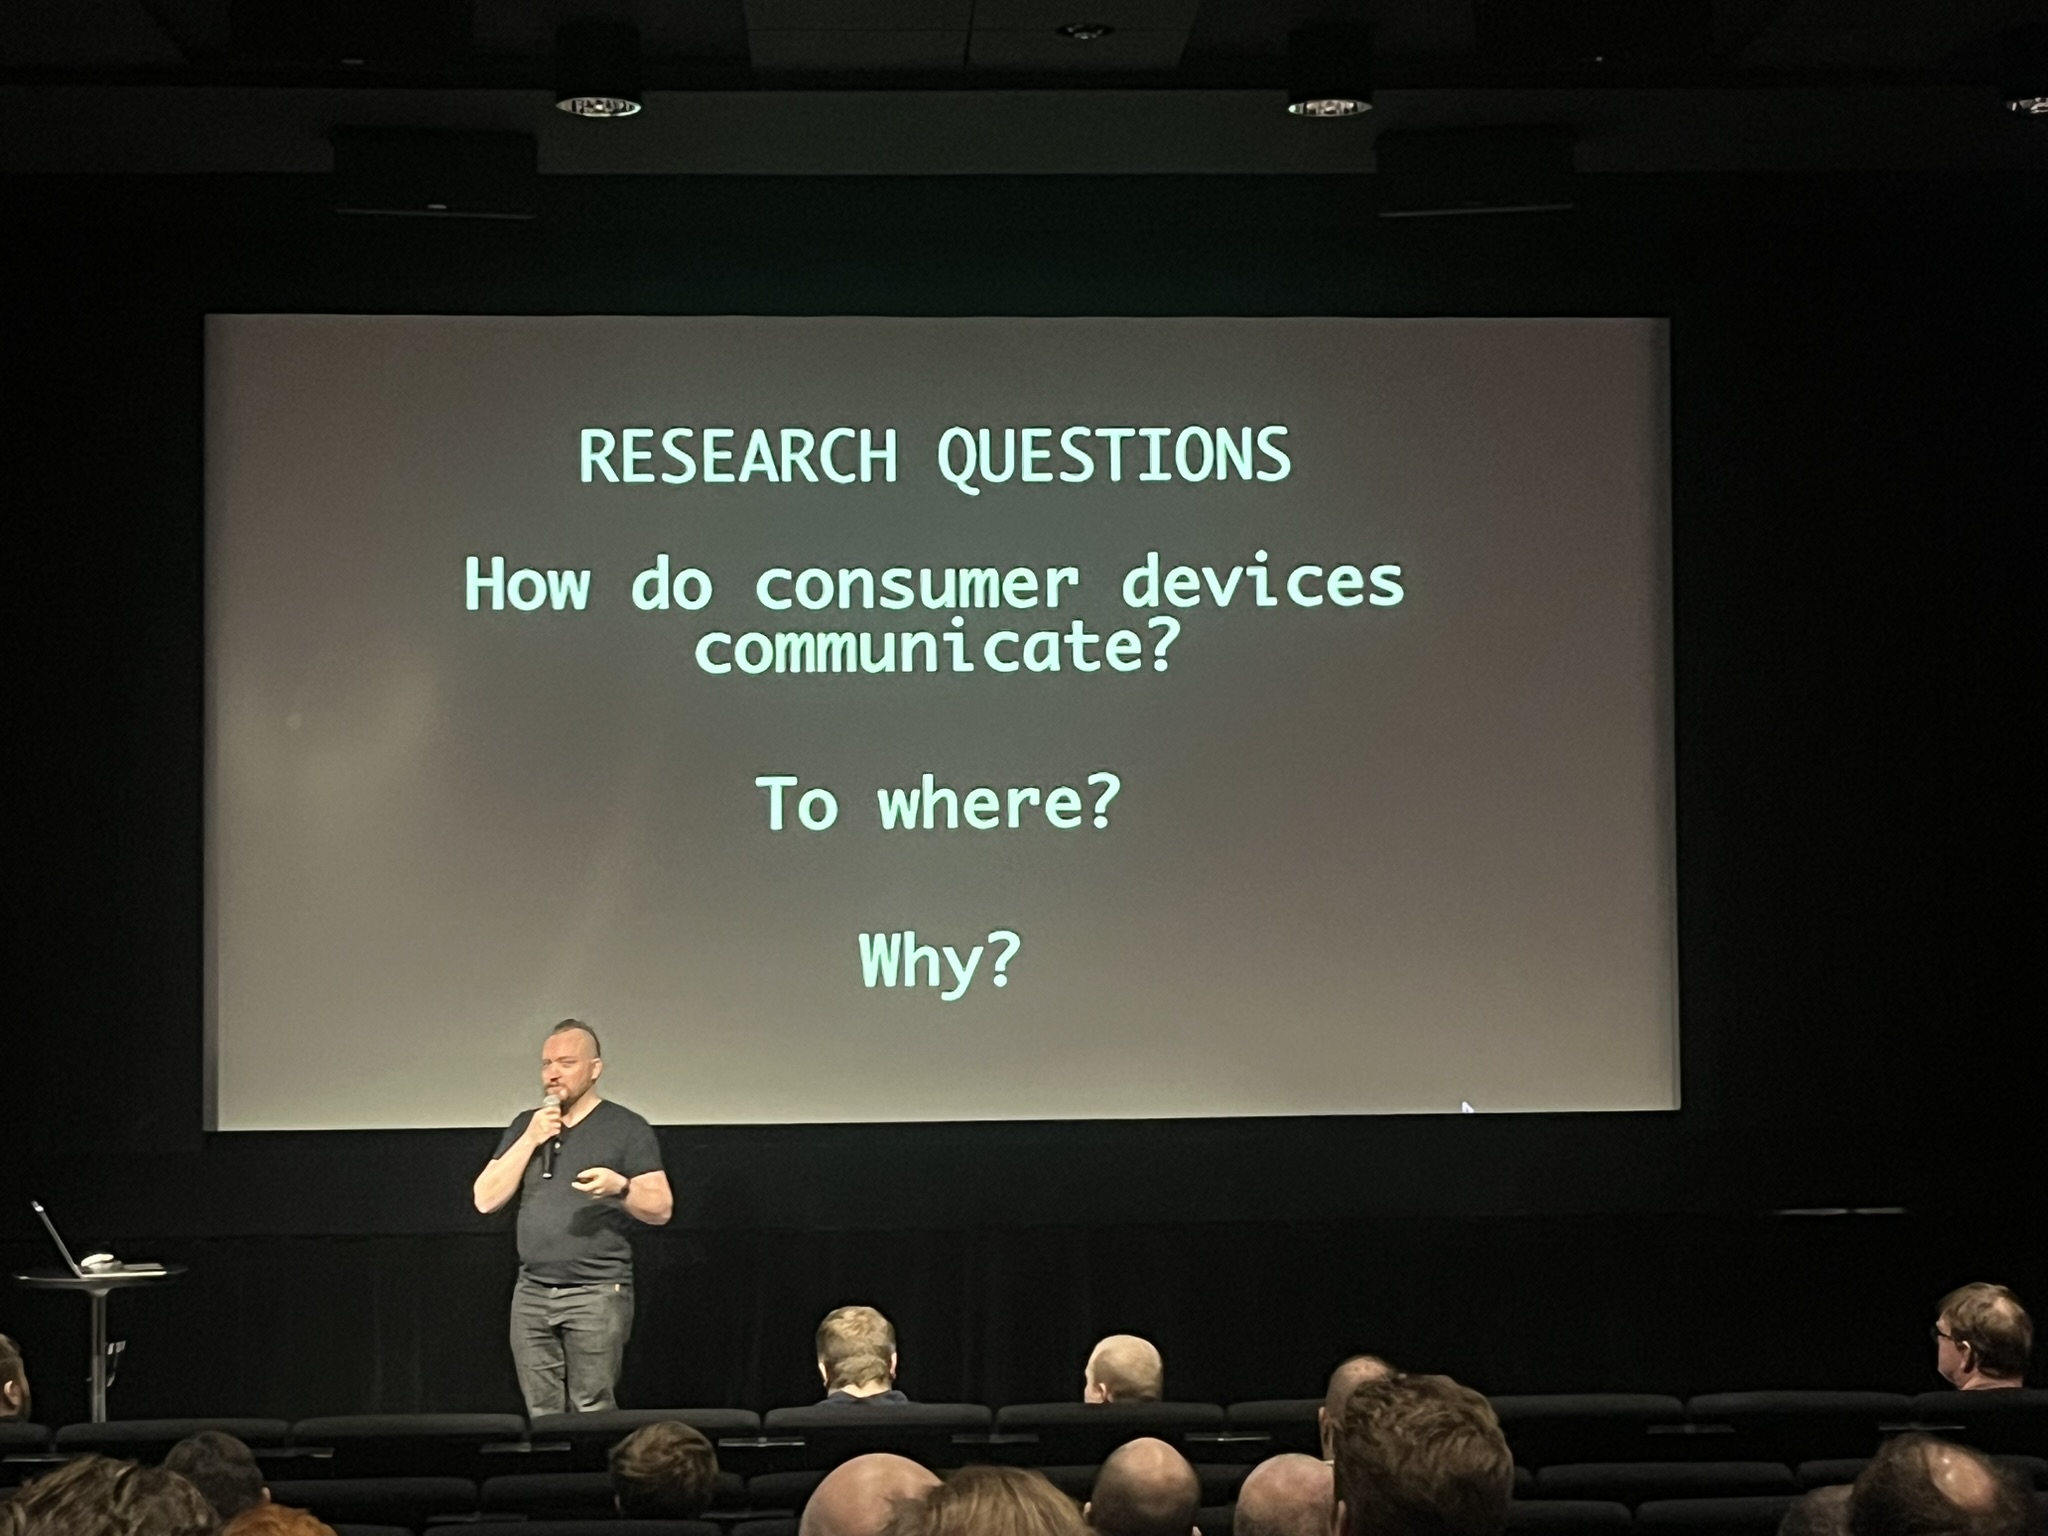 RESEARCH QUESTIONS
How do consumer devices
communicate?
To where?
Why?